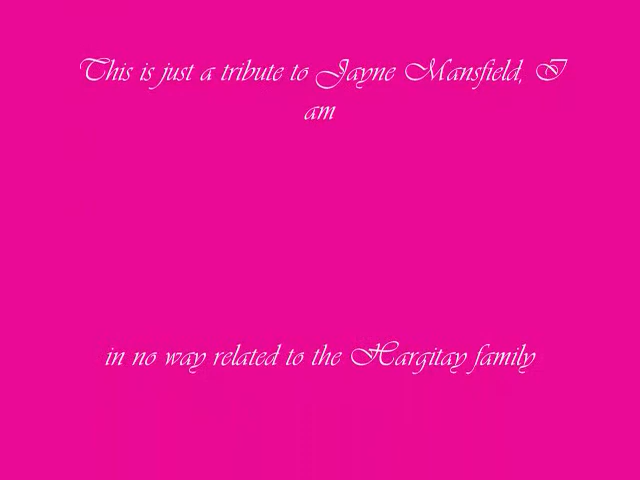 This is just a tribute to Jayne Mansfield, I
am
in no way related to the Hargitay family